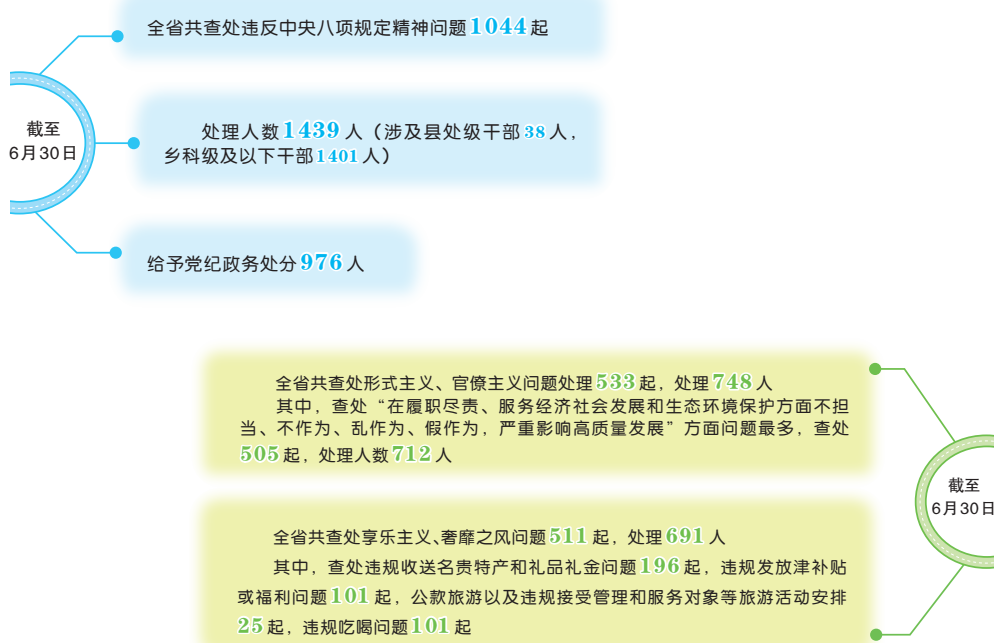 全省共查处违反中央八项规定精神问题1044起
截至
6月30日
处理人数1439人（涉及县处级干部38人，
乡科级及以下干部1401人）
给予党纪政务处分976人
全省共查处形式主义、官僚主义问题处理533起，处理748人
其中，查处“在履职尽责、服务经济社会发展和生态环境保护方面不担
当、不作为、乱作为、假作为，严重影响高质量发展”方面问题最多，查处
505起，处理人数712人
截至
6月30日
全省共查处享乐主义、奢靡之风问题511起，处理691人
其中，查处违规收送名贵特产和礼品礼金问题196起，违规发放津补贴
或福利问题101起，公款旅游以及违规接受管理和服务对象等旅游活动安排
25起，违规吃喝问题101起